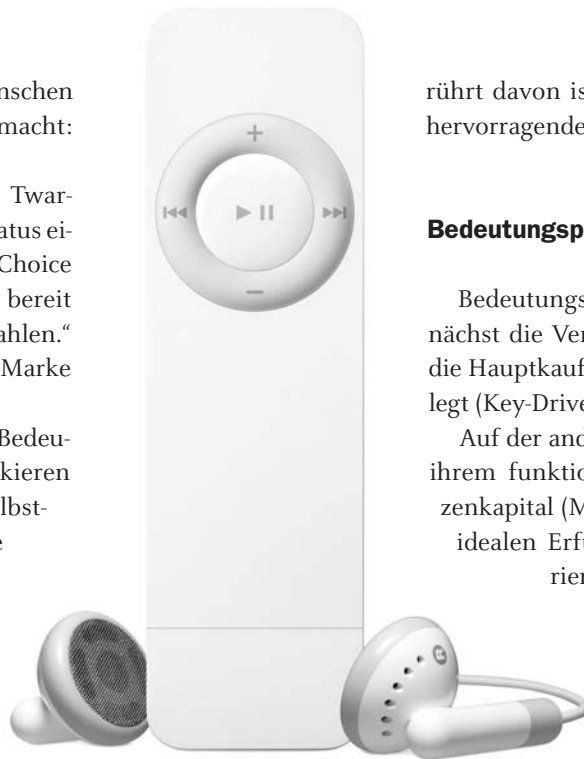 nschen
macht:
Twar-
atus ei-
Choice
bereit
ahlen.“
Marke
Bedeu-
kieren
lbst-
e
R
rührt davon is
hervorragende
Bedeutungsp
Bedeutungs
nächst die Ver
die Hauptkauf
legt (Key-Drive
Auf der and
ihrem funktio
zenkapital (M
idealen Erfü
rier